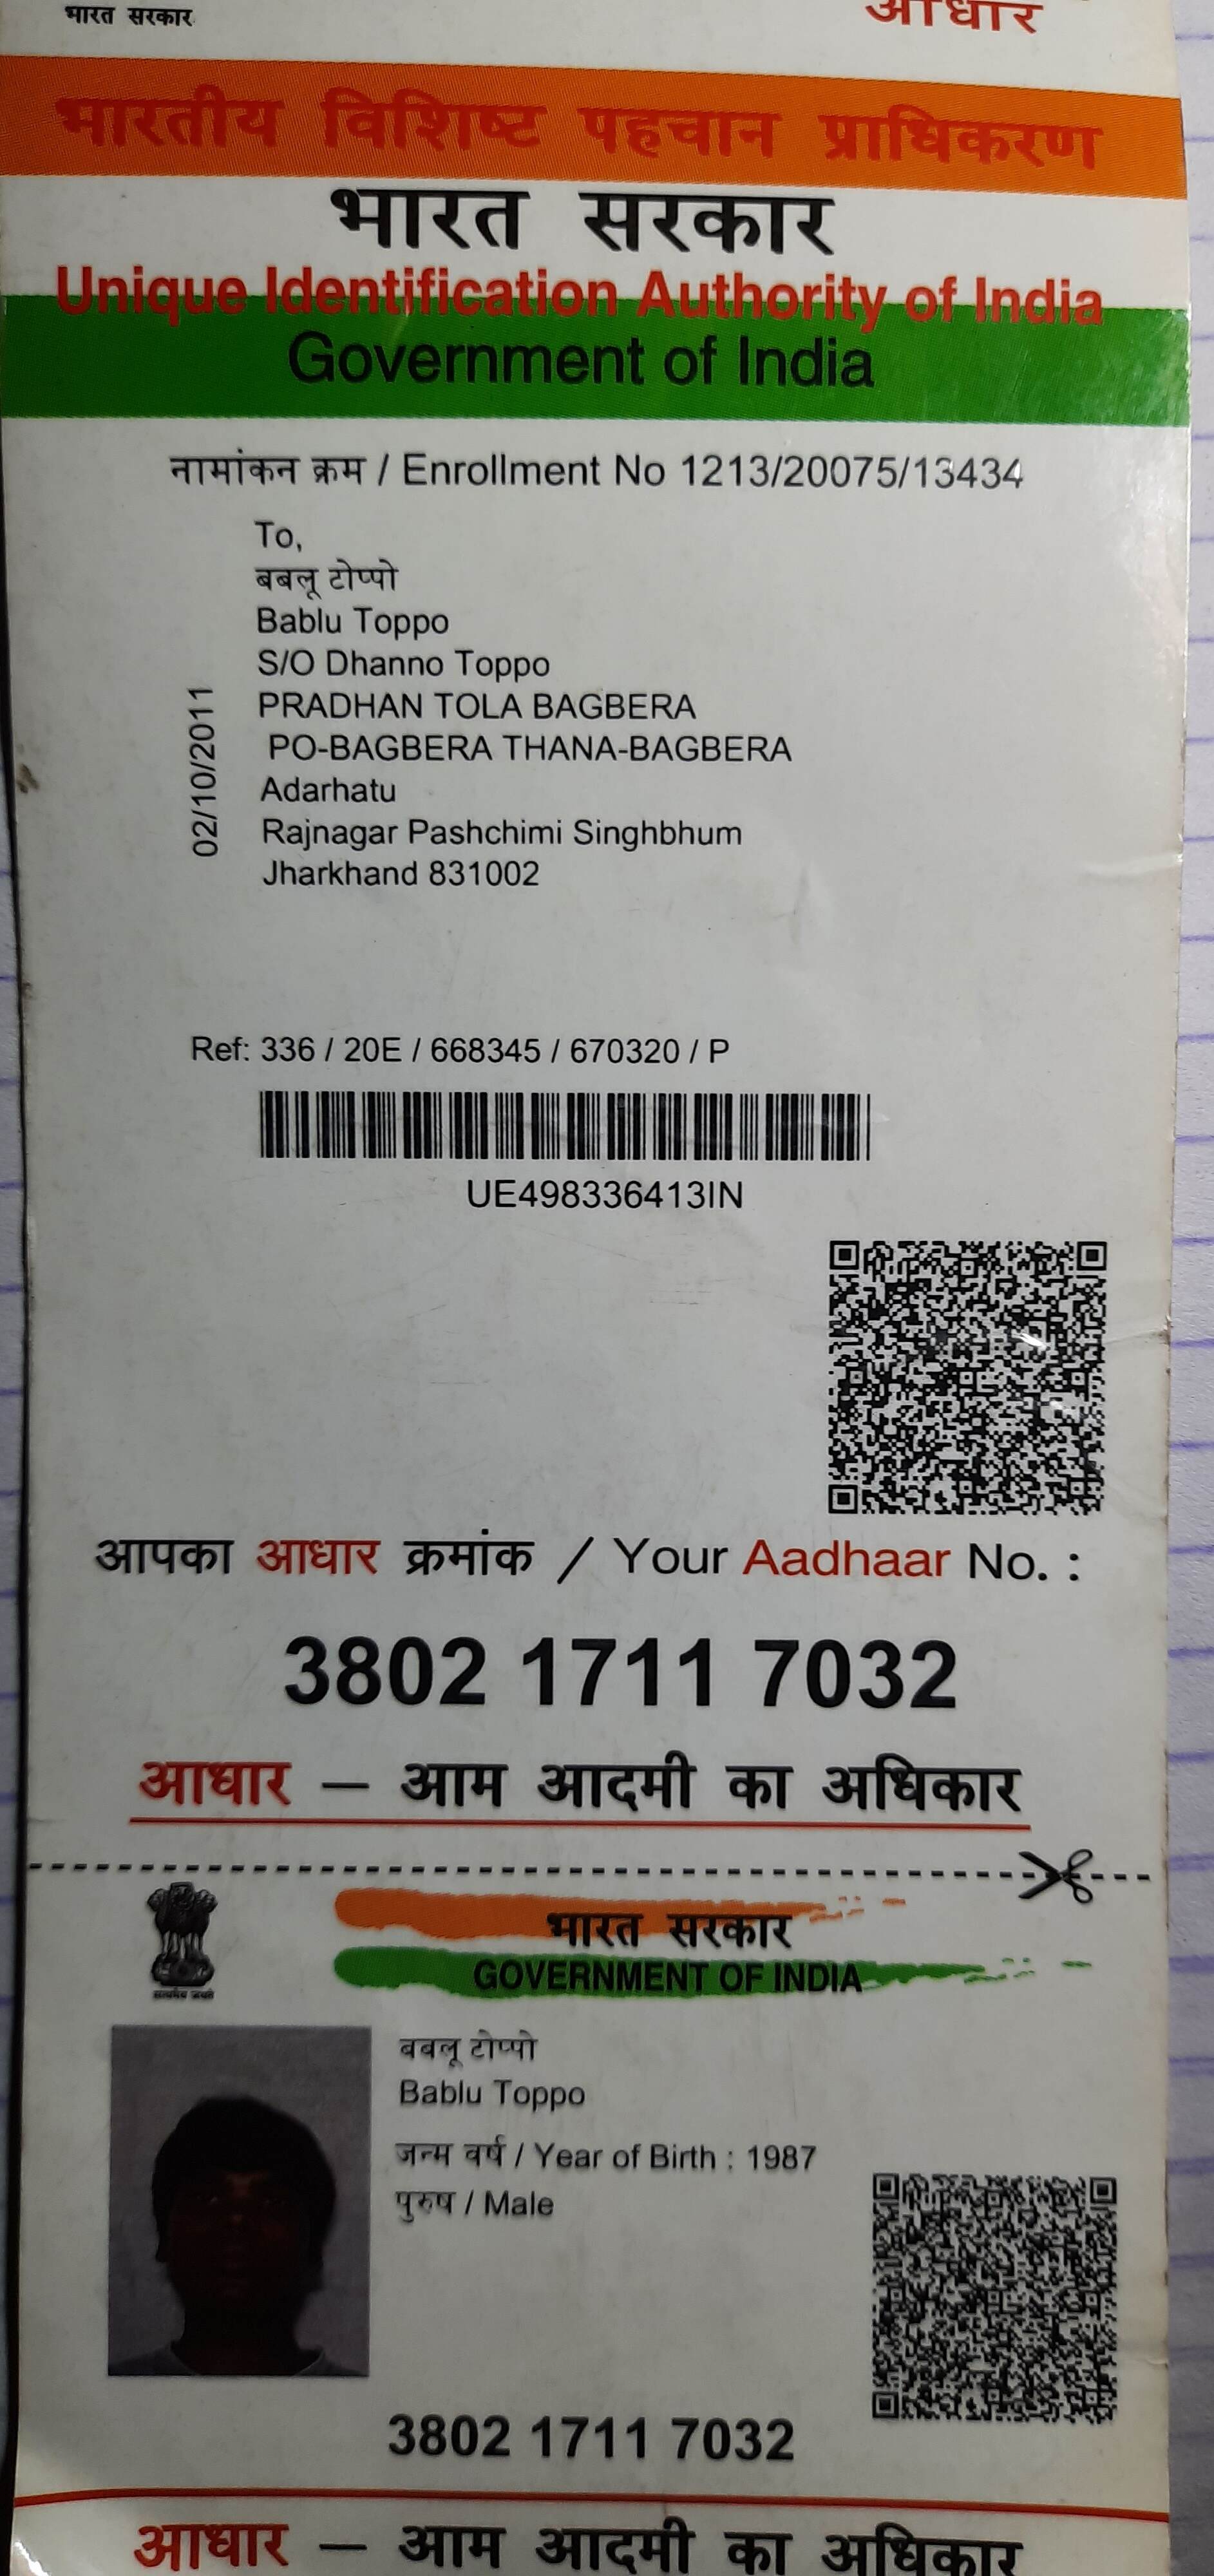 भारत सरकार
आधार
भारतीय विशिष्ट पहचान प्राधिकरण
भारत सरकार
Unique Identification Authority of India
Government of India
नामांकन क्रम / Enrollment No 1213/20075/13434
To,
बबलू टोप्पो
Bablu Toppo
S/O Dhanno Toppo
PRADHAN TOLA BAGBERA
PO-BAGBERA THANA-BAGBERA
Adarhatu
Rajnagar Pashchimi Singhbhum
Jharkhand 831002
02/10/2011
Ref: 336 / 20E / 668345 / 670320 / P
UE498336413IN
आपका आधार क्रमांक / Your Aadhaar No. :
3802 1711 7032
आधार — आम आदमी का अधिकार
सत्यमेव जयते
भारत सरकार
GOVERNMENT OF INDIA
बबलू टोप्पो
Bablu Toppo
जन्म वर्ष / Year of Birth : 1987
पुरुष / Male
3802 1711 7032
आधार — आम आदमी का अधिकार